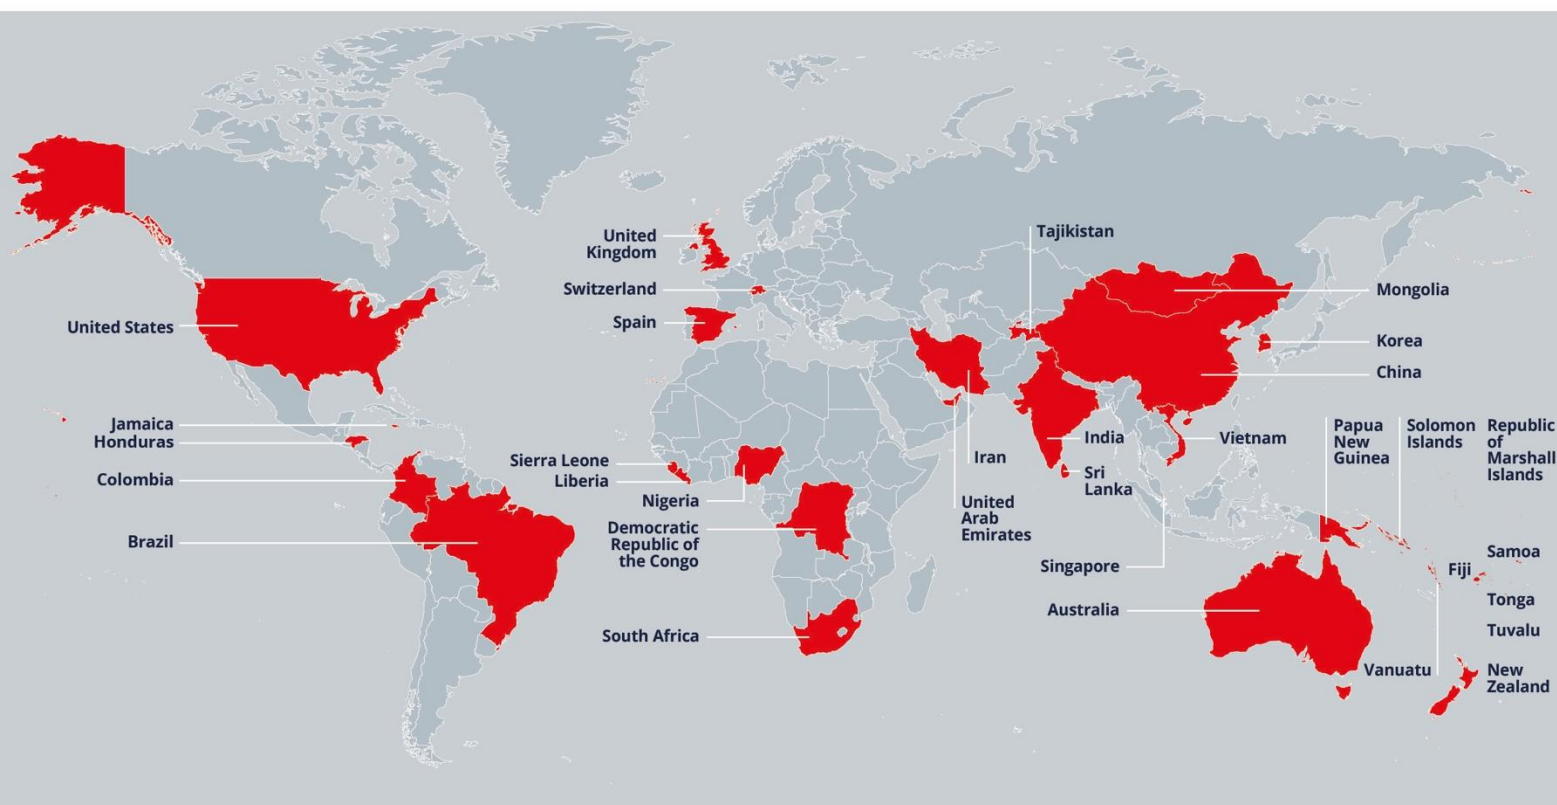 United
Kingdom
Tajikistan
Switzerland
Mongolia
Spain
United States
Korea
China
Jamaica
Honduras
Colombia
Brazil
Sierra Leone
Liberia
Nigeria
Democratic
Republic of
the Congo
South Africa
India
Iran
Sri
Lanka
United
Arab
Emirates
Vietnam
Singapore
Australia
Papua
New
Guinea
Solomon
Islands
Republic
of
Marshall
Islands
Samoa
Fiji
Tonga
Tuvalu
Vanuatu
New
Zealand